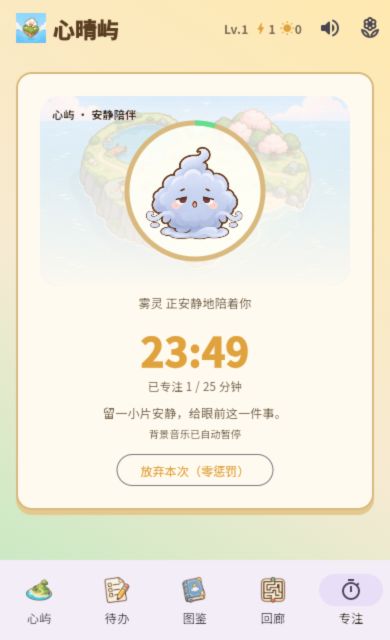 心晴屿
Lv.1 1 0
心屿 · 安静陪伴
雾灵 正安静地陪着你
23:49
已专注 1 / 25 分钟
留一小片安静，给眼前这一件事。
背景音乐已自动暂停
放弃本次（零惩罚）
心屿 待办 图鉴 回廊 专注